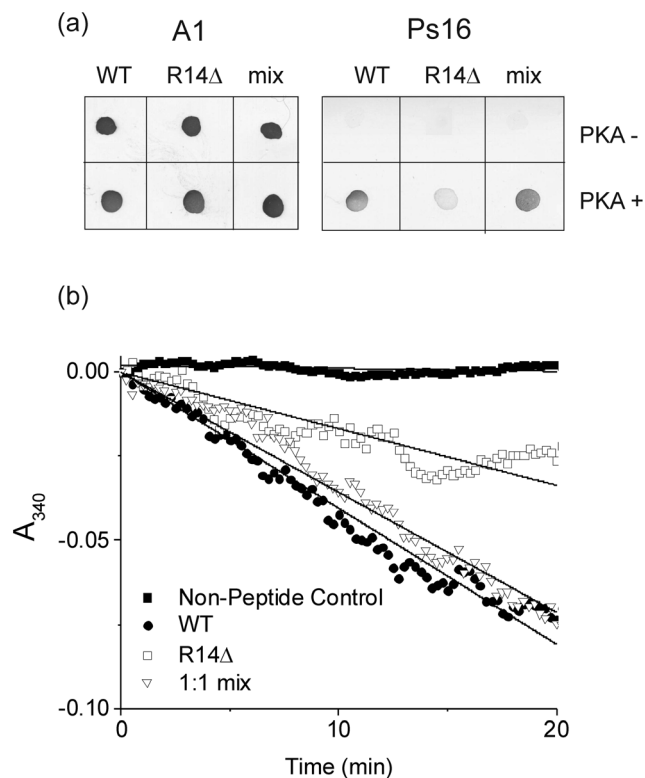 (a)
A1 Ps16
WT R14Δ mix WT R14Δ mix
PKA -
PKA +
(b)
0.00
-0.05
-0.10
A340
Non-Peptide Control
WT
R14Δ
1:1 mix
0 10 20
Time (min)